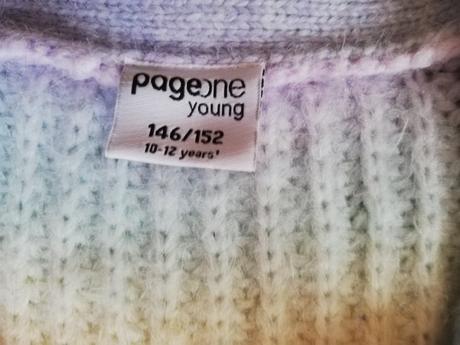 pageone
young
146/152
10-12 years'